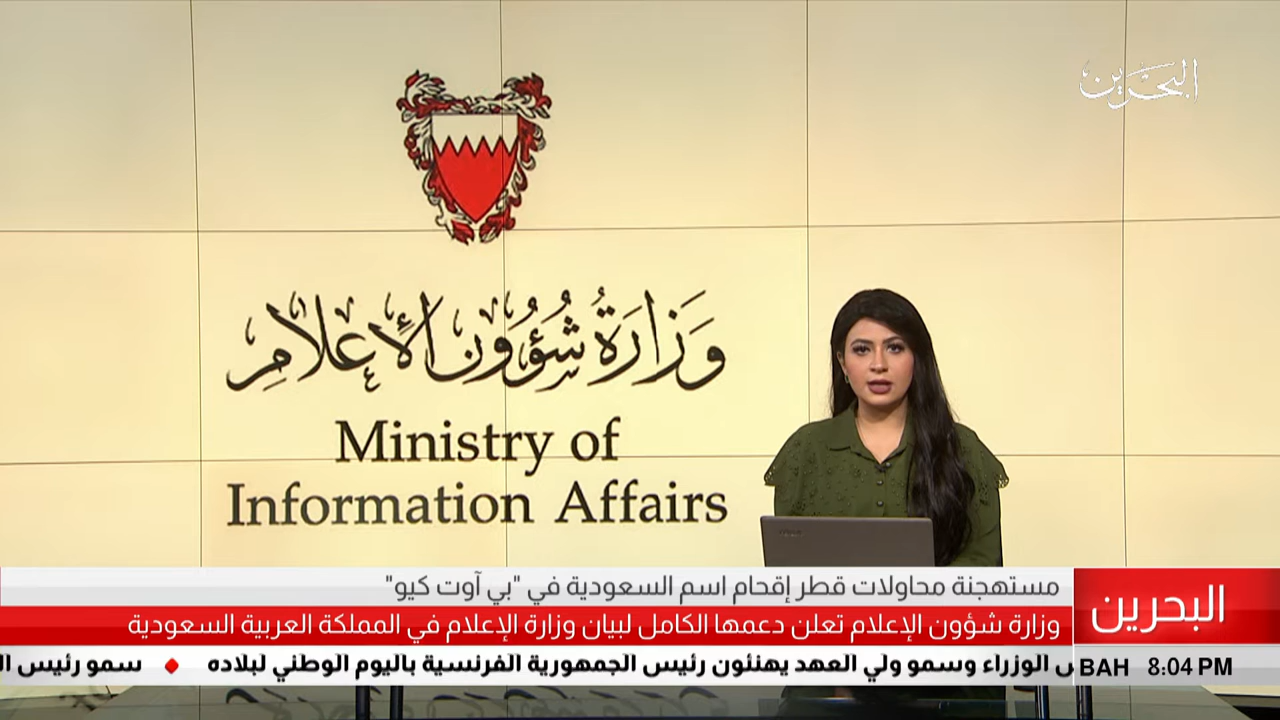 البحرين
وزارة شؤون الإعلام
Ministry of
Information Affairs
مستهجنة محاولات قطر إقحام اسم السعودية في "بي آوت كيو"
البحرين
وزارة شؤون الإعلام تعلن دعمها الكامل لبيان وزارة الإعلام في المملكة العربية السعودية
الوزراء وسمو ولي العهد يهنئون رئيس الجمهورية الفرنسية باليوم الوطني لبلاده
سمو رئيس
BAH 8:04 PM